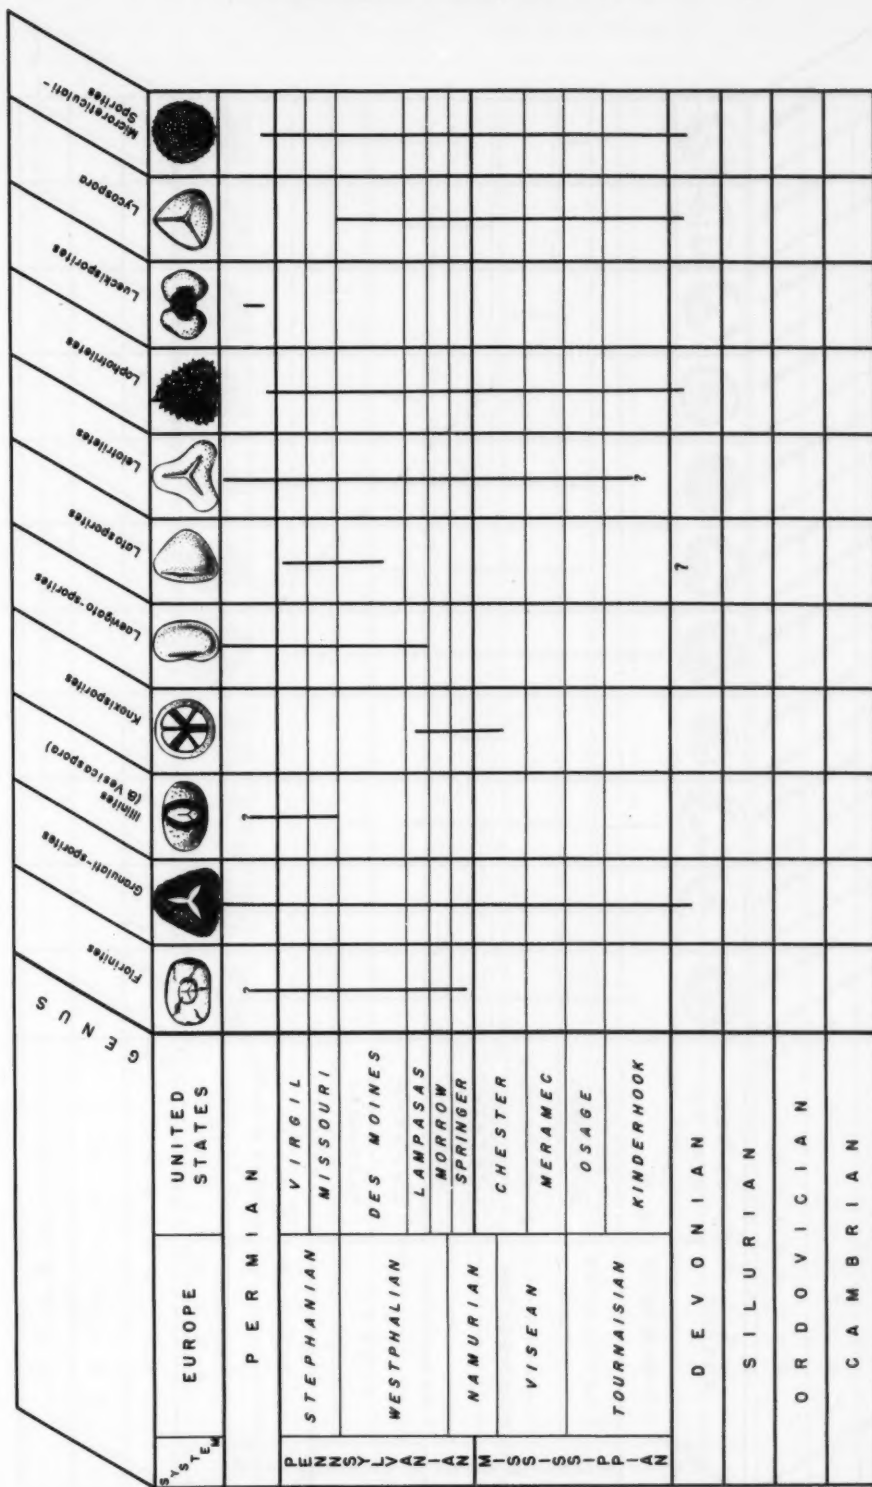 GENUS
Florinites
Granulati-sporites
Illinites
(& Vesicaspora)
Knoxisporites
Laevigato-sporites
Latosporites
Leiotriletes
Lophotriletes
Lueckisporites
Lycospora
Microreticulati-
Sporites
SYSTEM
EUROPE
UNITED
STATES
PERMIAN
?
?
PENNSYLVANIAN
STEPHANIAN
VIRGIL
MISSOURI
WESTPHALIAN
DES MOINES
LAMPASAS
MORROW
NAMURIAN
SPRINGER
MISSISSIPPIAN
CHESTER
VISEAN
MERAMEC
TOURNAISIAN
OSAGE
KINDERHOOK
?
DEVONIAN
?
SILURIAN
ORDOVICIAN
CAMBRIAN